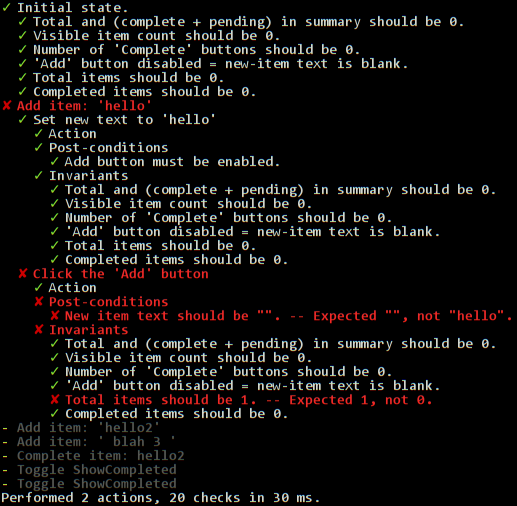 ✓ Initial state.
✓ Total and (complete + pending) in summary should be 0.
✓ Visible item count should be 0.
✓ Number of 'Complete' buttons should be 0.
✓ 'Add' button disabled = new-item text is blank.
✓ Total items should be 0.
✓ Completed items should be 0.
✘ Add item: 'hello'
✓ Set new text to 'hello'
✓ Action
✓ Post-conditions
✓ Add button must be enabled.
✓ Invariants
✓ Total and (complete + pending) in summary should be 0.
✓ Visible item count should be 0.
✓ Number of 'Complete' buttons should be 0.
✓ 'Add' button disabled = new-item text is blank.
✓ Total items should be 0.
✓ Completed items should be 0.
✘ Click the 'Add' button
✓ Action
✘ Post-conditions
✘ New item text should be "". -- Expected "", not "hello".
✘ Invariants
✓ Total and (complete + pending) in summary should be 0.
✓ Visible item count should be 0.
✓ Number of 'Complete' buttons should be 0.
✓ 'Add' button disabled = new-item text is blank.
✘ Total items should be 1. -- Expected 1, not 0.
✓ Completed items should be 0.
- Add item: 'hello2'
- Add item: ' blah 3 '
- Complete item: hello2
- Toggle ShowCompleted
- Toggle ShowCompleted
Performed 2 actions, 20 checks in 30 ms.